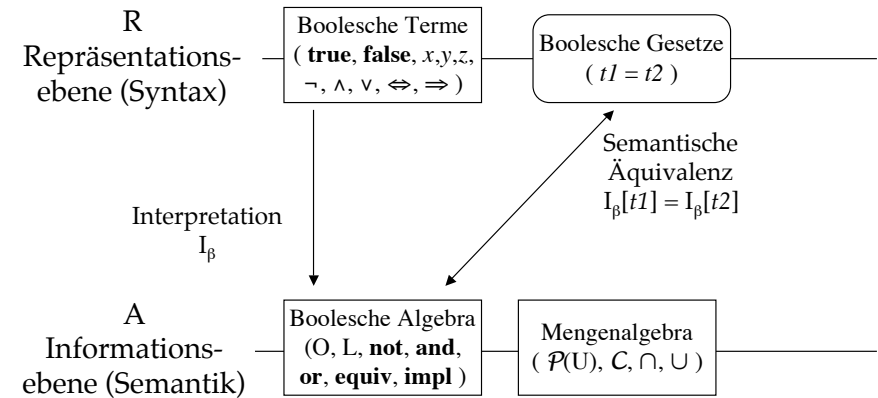 R
Repräsentations-
ebene (Syntax)
Boolesche Terme
( true, false, x,y,z,
¬, ∧, ∨, ⇔, ⇒ )
Boolesche Gesetze
( t1 = t2 )
Semantische
Äquivalenz
Iβ[t1] = Iβ[t2]
Interpretation
Iβ
A
Informations-
ebene (Semantik)
Boolesche Algebra
(O, L, not, and,
or, equiv, impl )
Mengenalgebra
( 𝒫(U), C, ∩, ∪ )